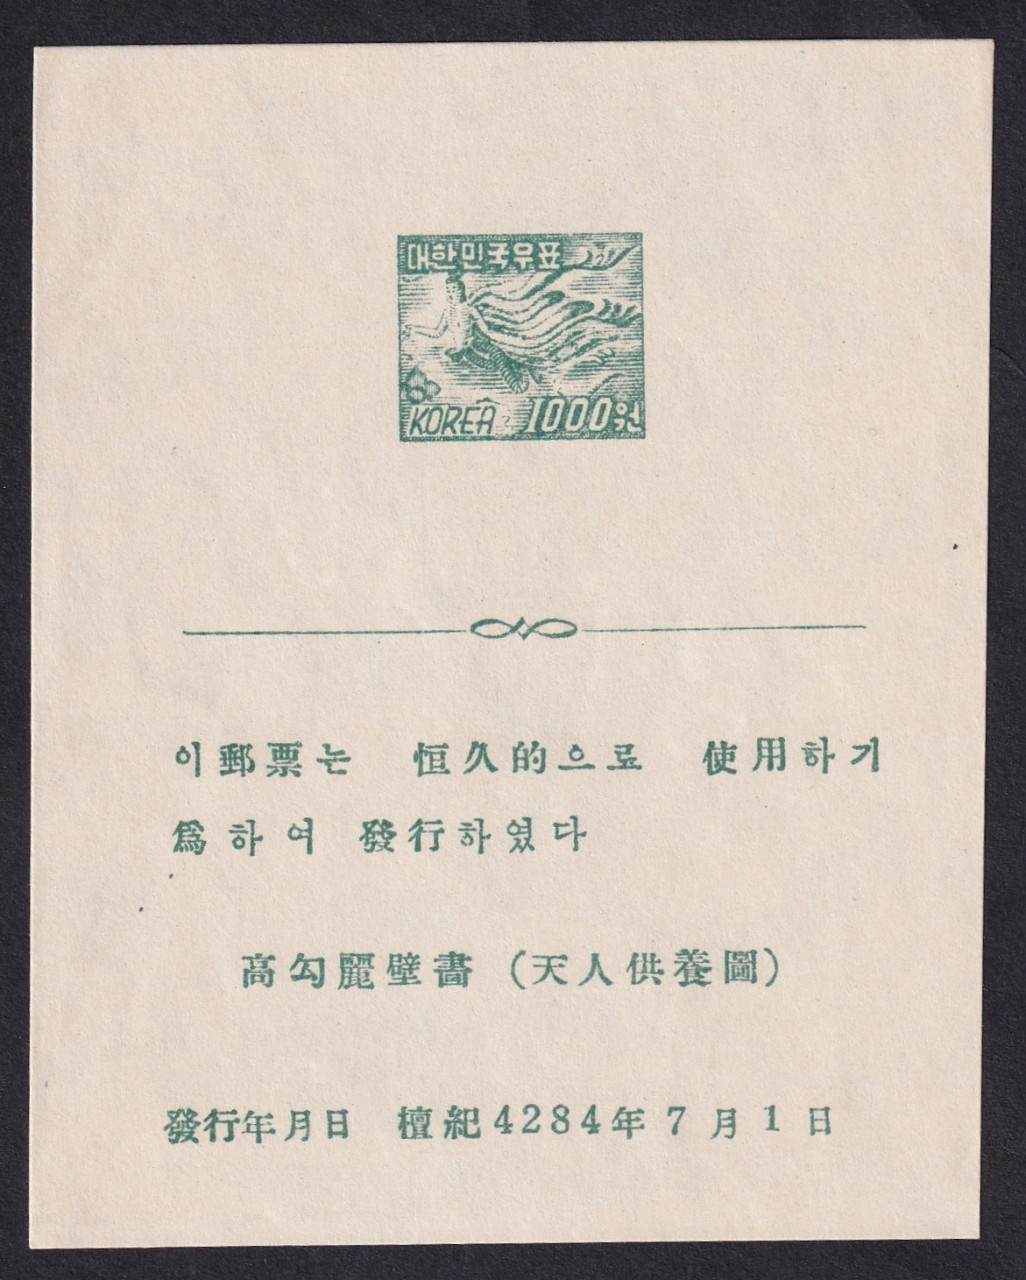 대한민국우표
KOREA 1000원
이郵票는 恒久的으로 使用하기
爲하여 發行하였다
高勾麗壁畵 (天人供養圖)
發行年月日 檀紀4284年7月1日